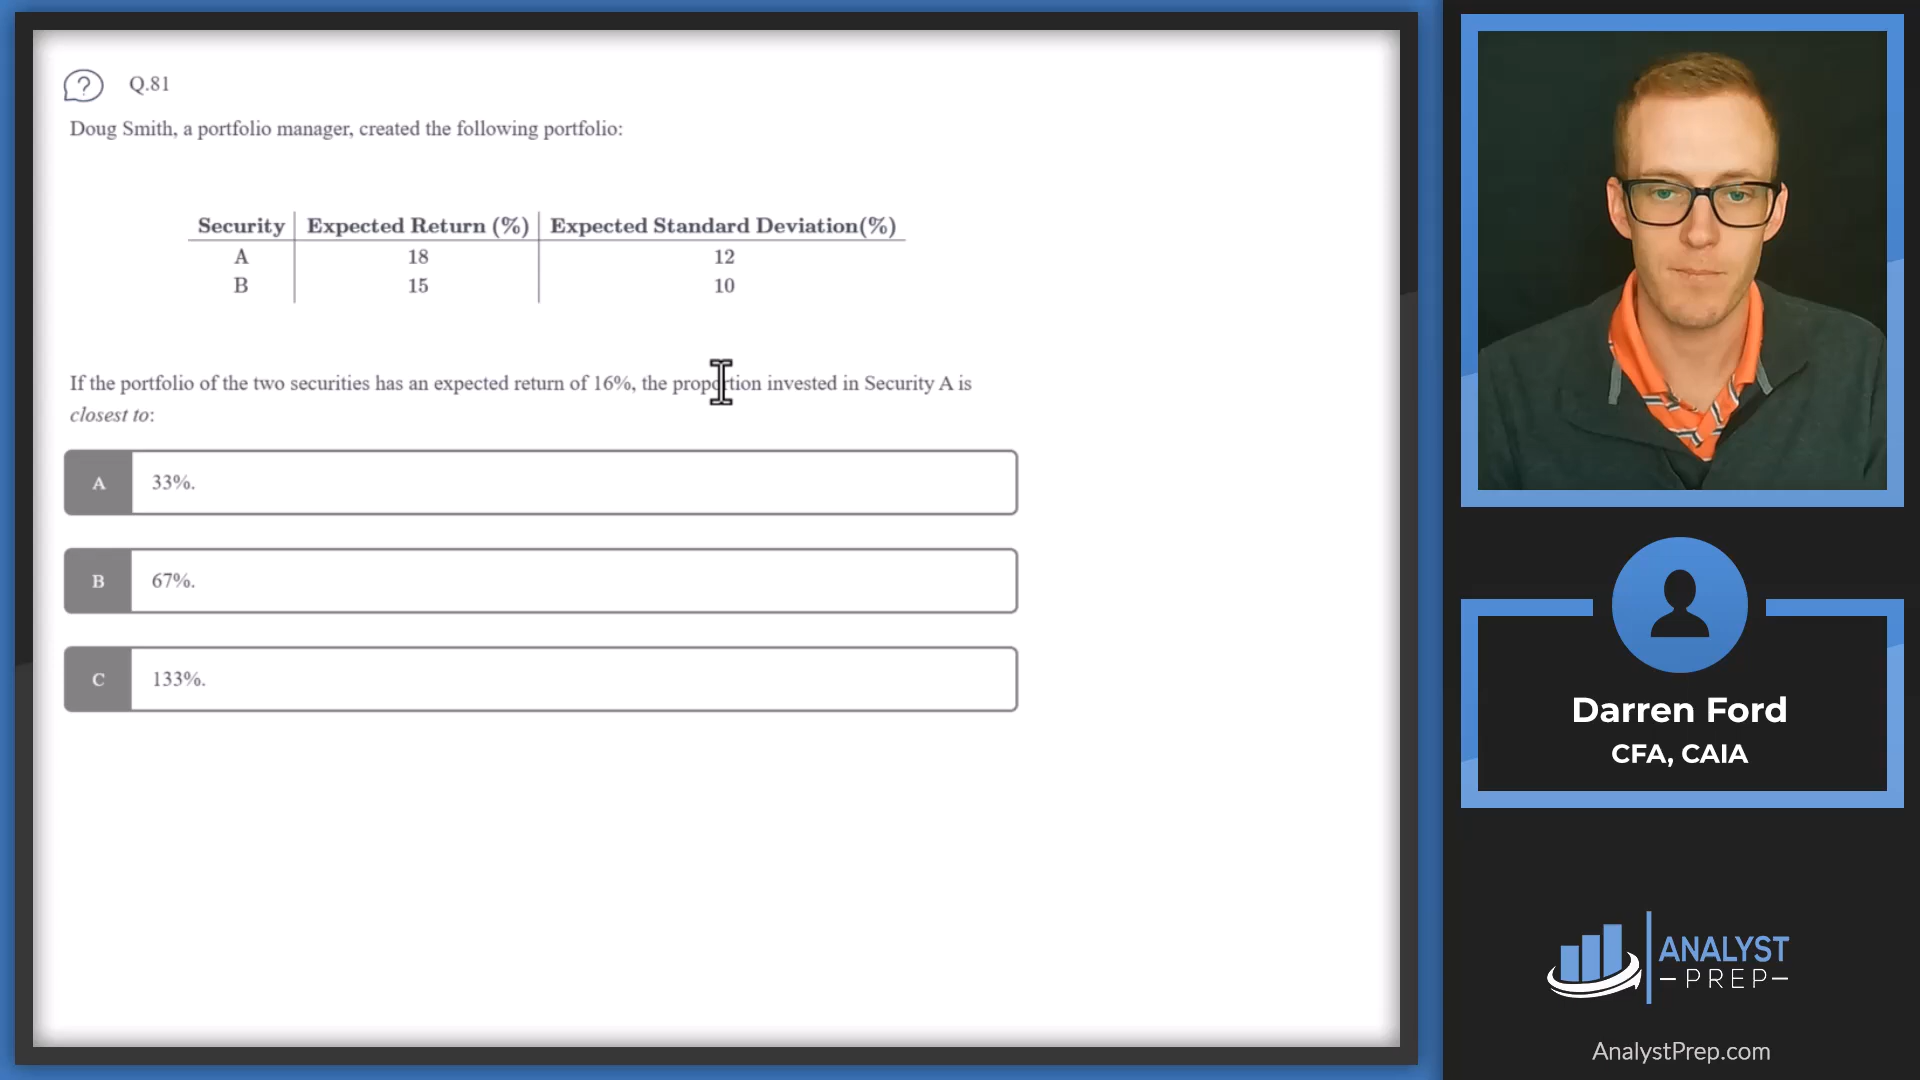 Q.81
Doug Smith, a portfolio manager, created the following portfolio:
Security Expected Return (%) Expected Standard Deviation(%)
A 18 12
B 15 10
If the portfolio of the two securities has an expected return of 16%, the proportion invested in Security A is
closest to:
A 33%.
B 67%.
C 133%.
Darren Ford
CFA, CAIA
ANALYST
PREP
AnalystPrep.com